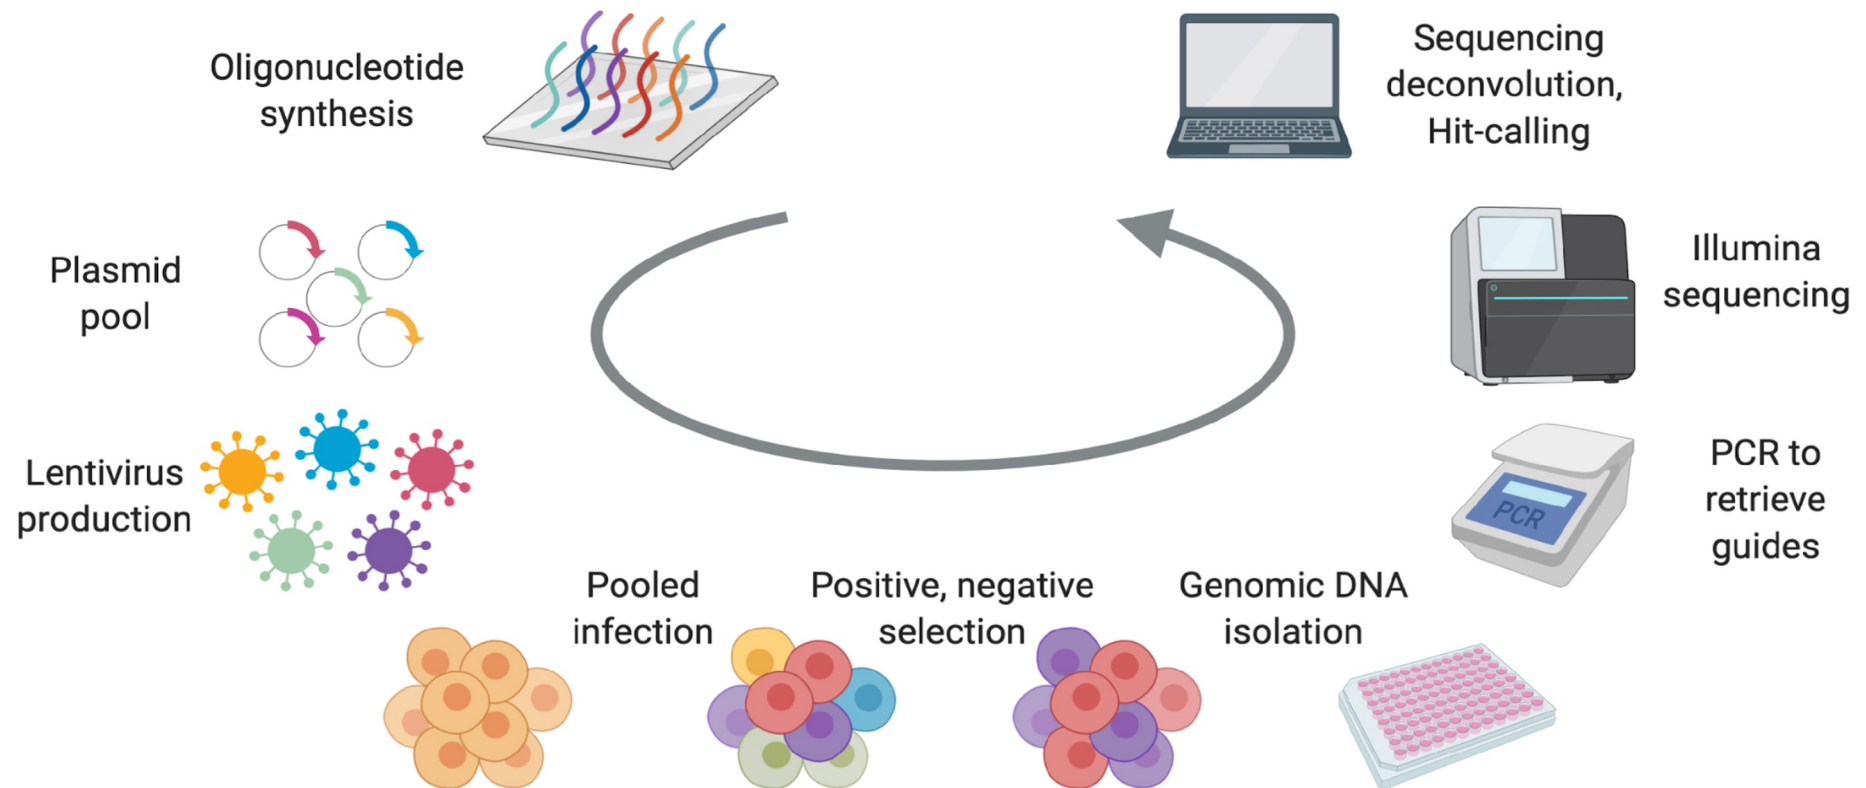 Oligonucleotide
synthesis
Plasmid
pool
Lentivirus
production
Pooled
infection
Positive, negative
selection
Genomic DNA
isolation
PCR to
retrieve
guides
PCR
Illumina
sequencing
Sequencing
deconvolution,
Hit-calling